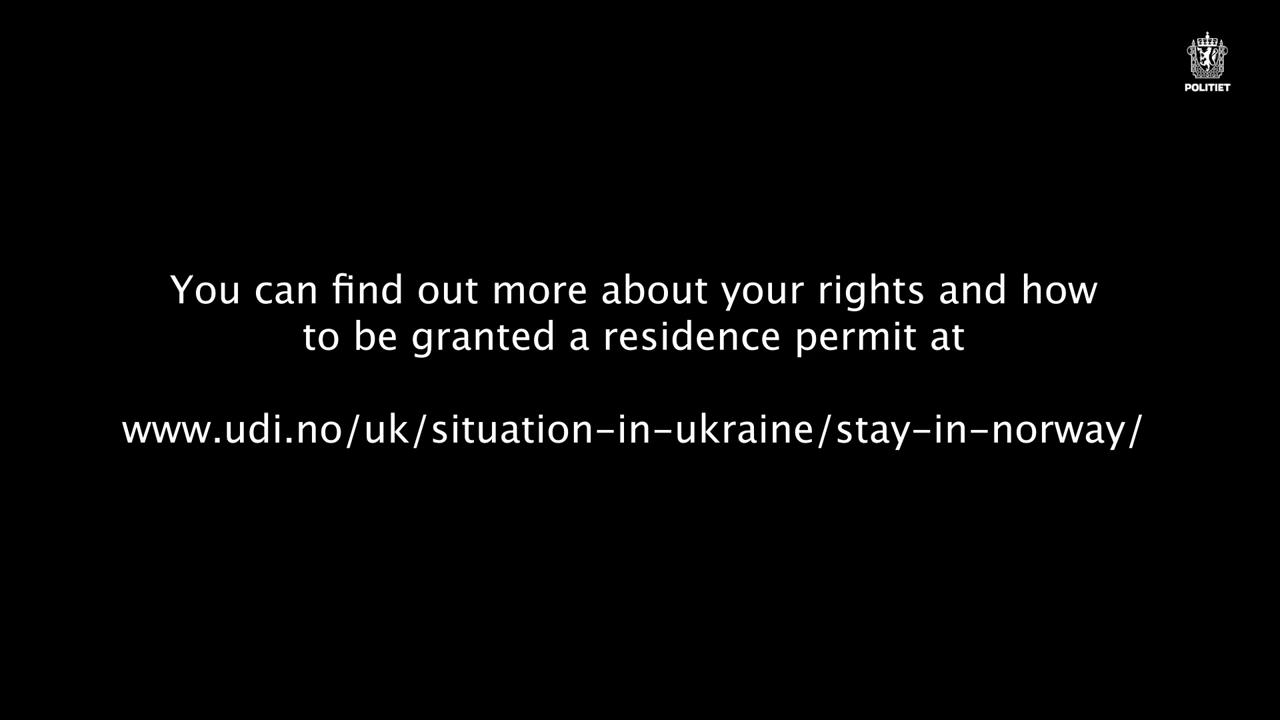 POLITIET
You can find out more about your rights and how
to be granted a residence permit at
www.udi.no/uk/situation-in-ukraine/stay-in-norway/